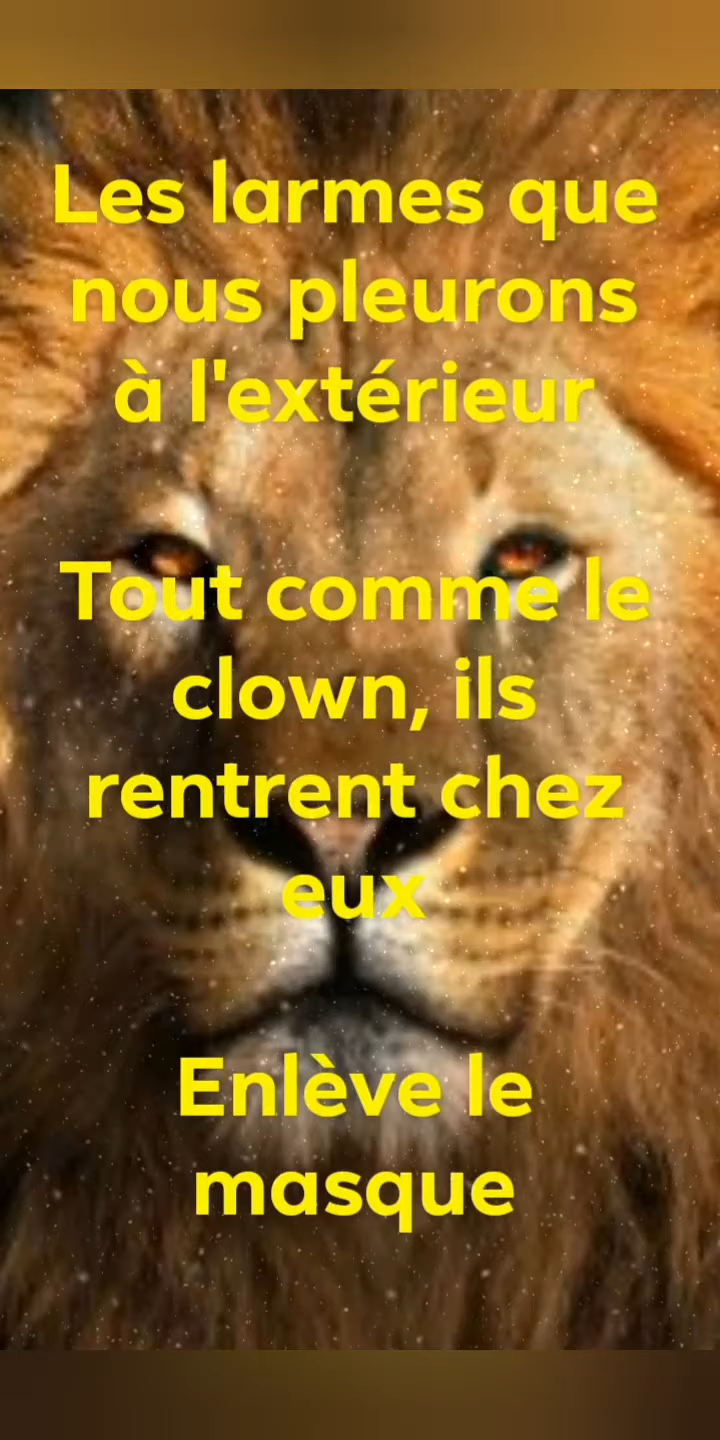 Les larmes que
nous pleurons
à l'extérieur
Tout comme le
clown, ils
rentrent chez
eux
Enlève le
masque